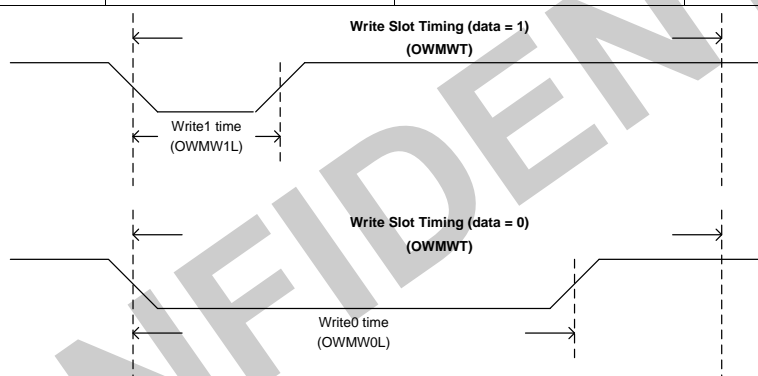 Write Slot Timing (data = 1)
(OWMWT)
Write1 time
(OWMW1L)
Write Slot Timing (data = 0)
(OWMWT)
Write0 time
(OWMW0L)
NFIDEN